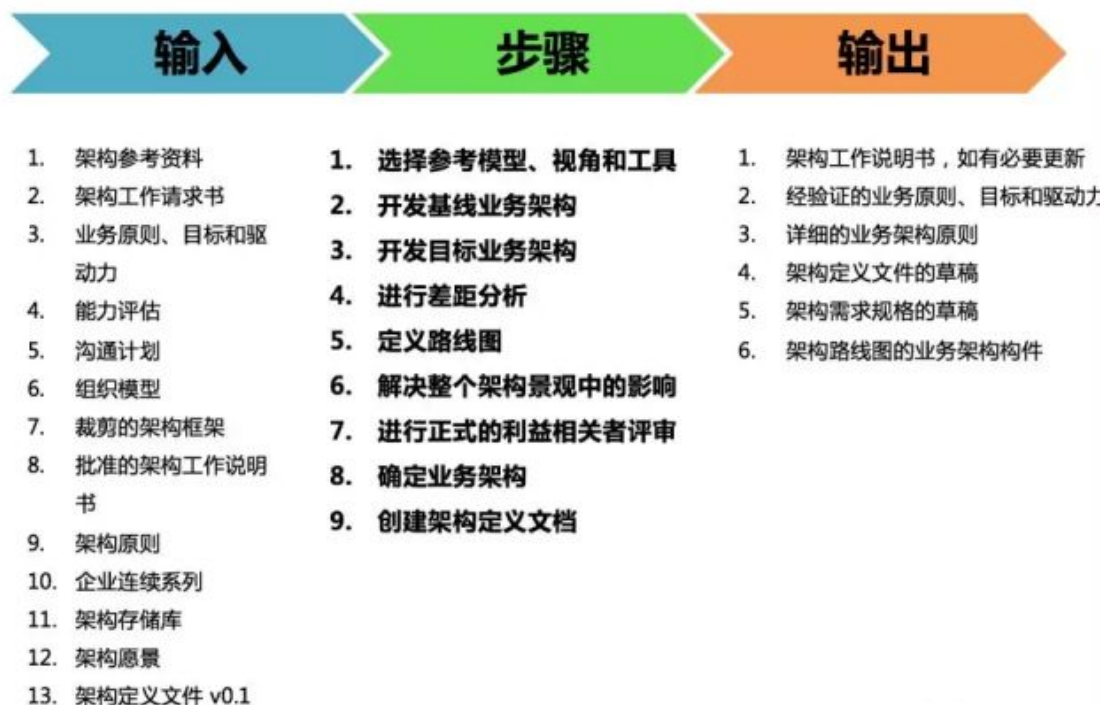 输入
1. 架构参考资料
2. 架构工作请求书
3. 业务原则、目标和驱
动力
4. 能力评估
5. 沟通计划
6. 组织模型
7. 裁剪的架构框架
8. 批准的架构工作说明
书
9. 架构原则
10. 企业连续系列
11. 架构存储库
12. 架构愿景
13. 架构定义文件 v0.1
步骤
1. 选择参考模型、视角和工具
2. 开发基线业务架构
3. 开发目标业务架构
4. 进行差距分析
5. 定义路线图
6. 解决整个架构景观中的影响
7. 进行正式的利益相关者评审
8. 确定业务架构
9. 创建架构定义文档
输出
1. 架构工作说明书，如有必要更新
2. 经验证的业务原则、目标和驱动力
3. 详细的业务架构原则
4. 架构定义文件的草稿
5. 架构需求规格的草稿
6. 架构路线图的业务架构构件